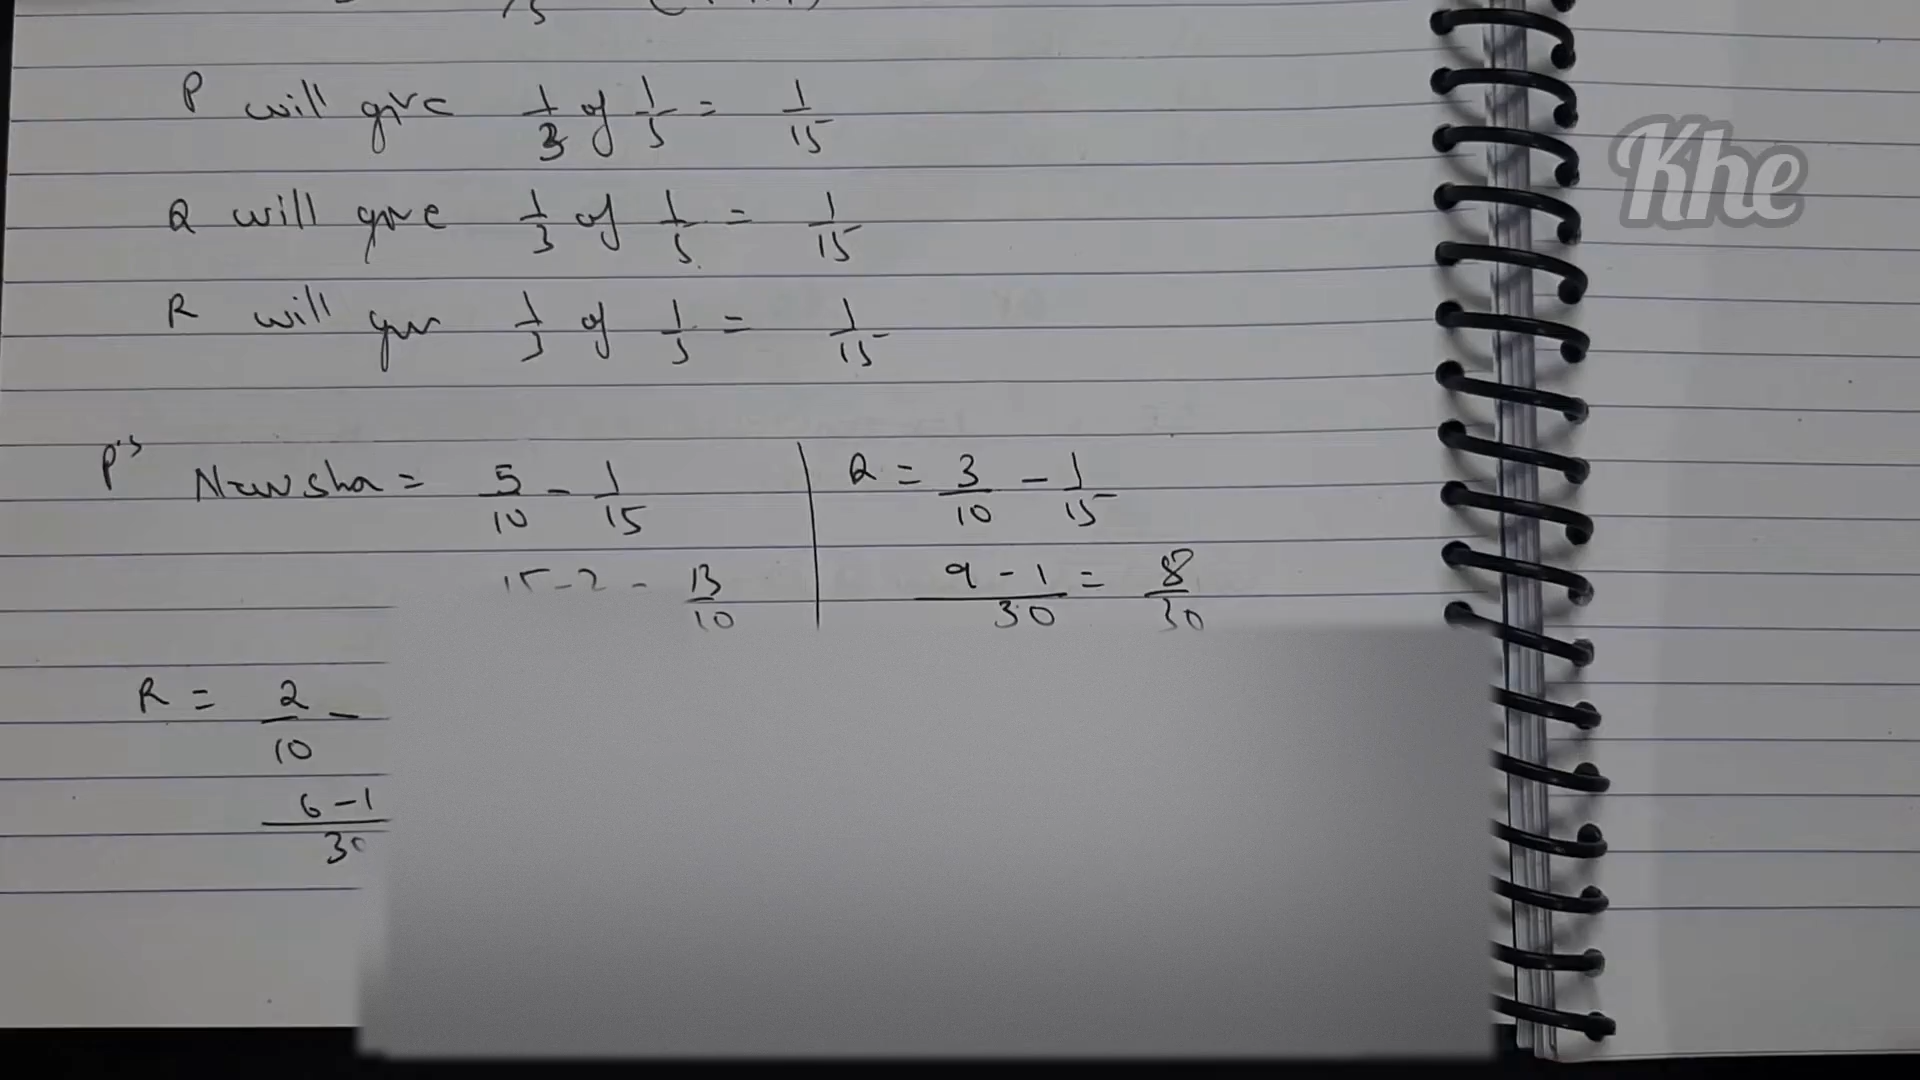 P will give 1/3 of 1/5 = 1/15
Q will give 1/3 of 1/5 = 1/15
R will giv 1/3 of 1/5 = 1/15
P's New sha = 5/10 - 1/15
15-2 - 13/10
Q = 3/10 - 1/15
9-1/30 = 8/30
R = 2/10 -
6-1/30
Khe